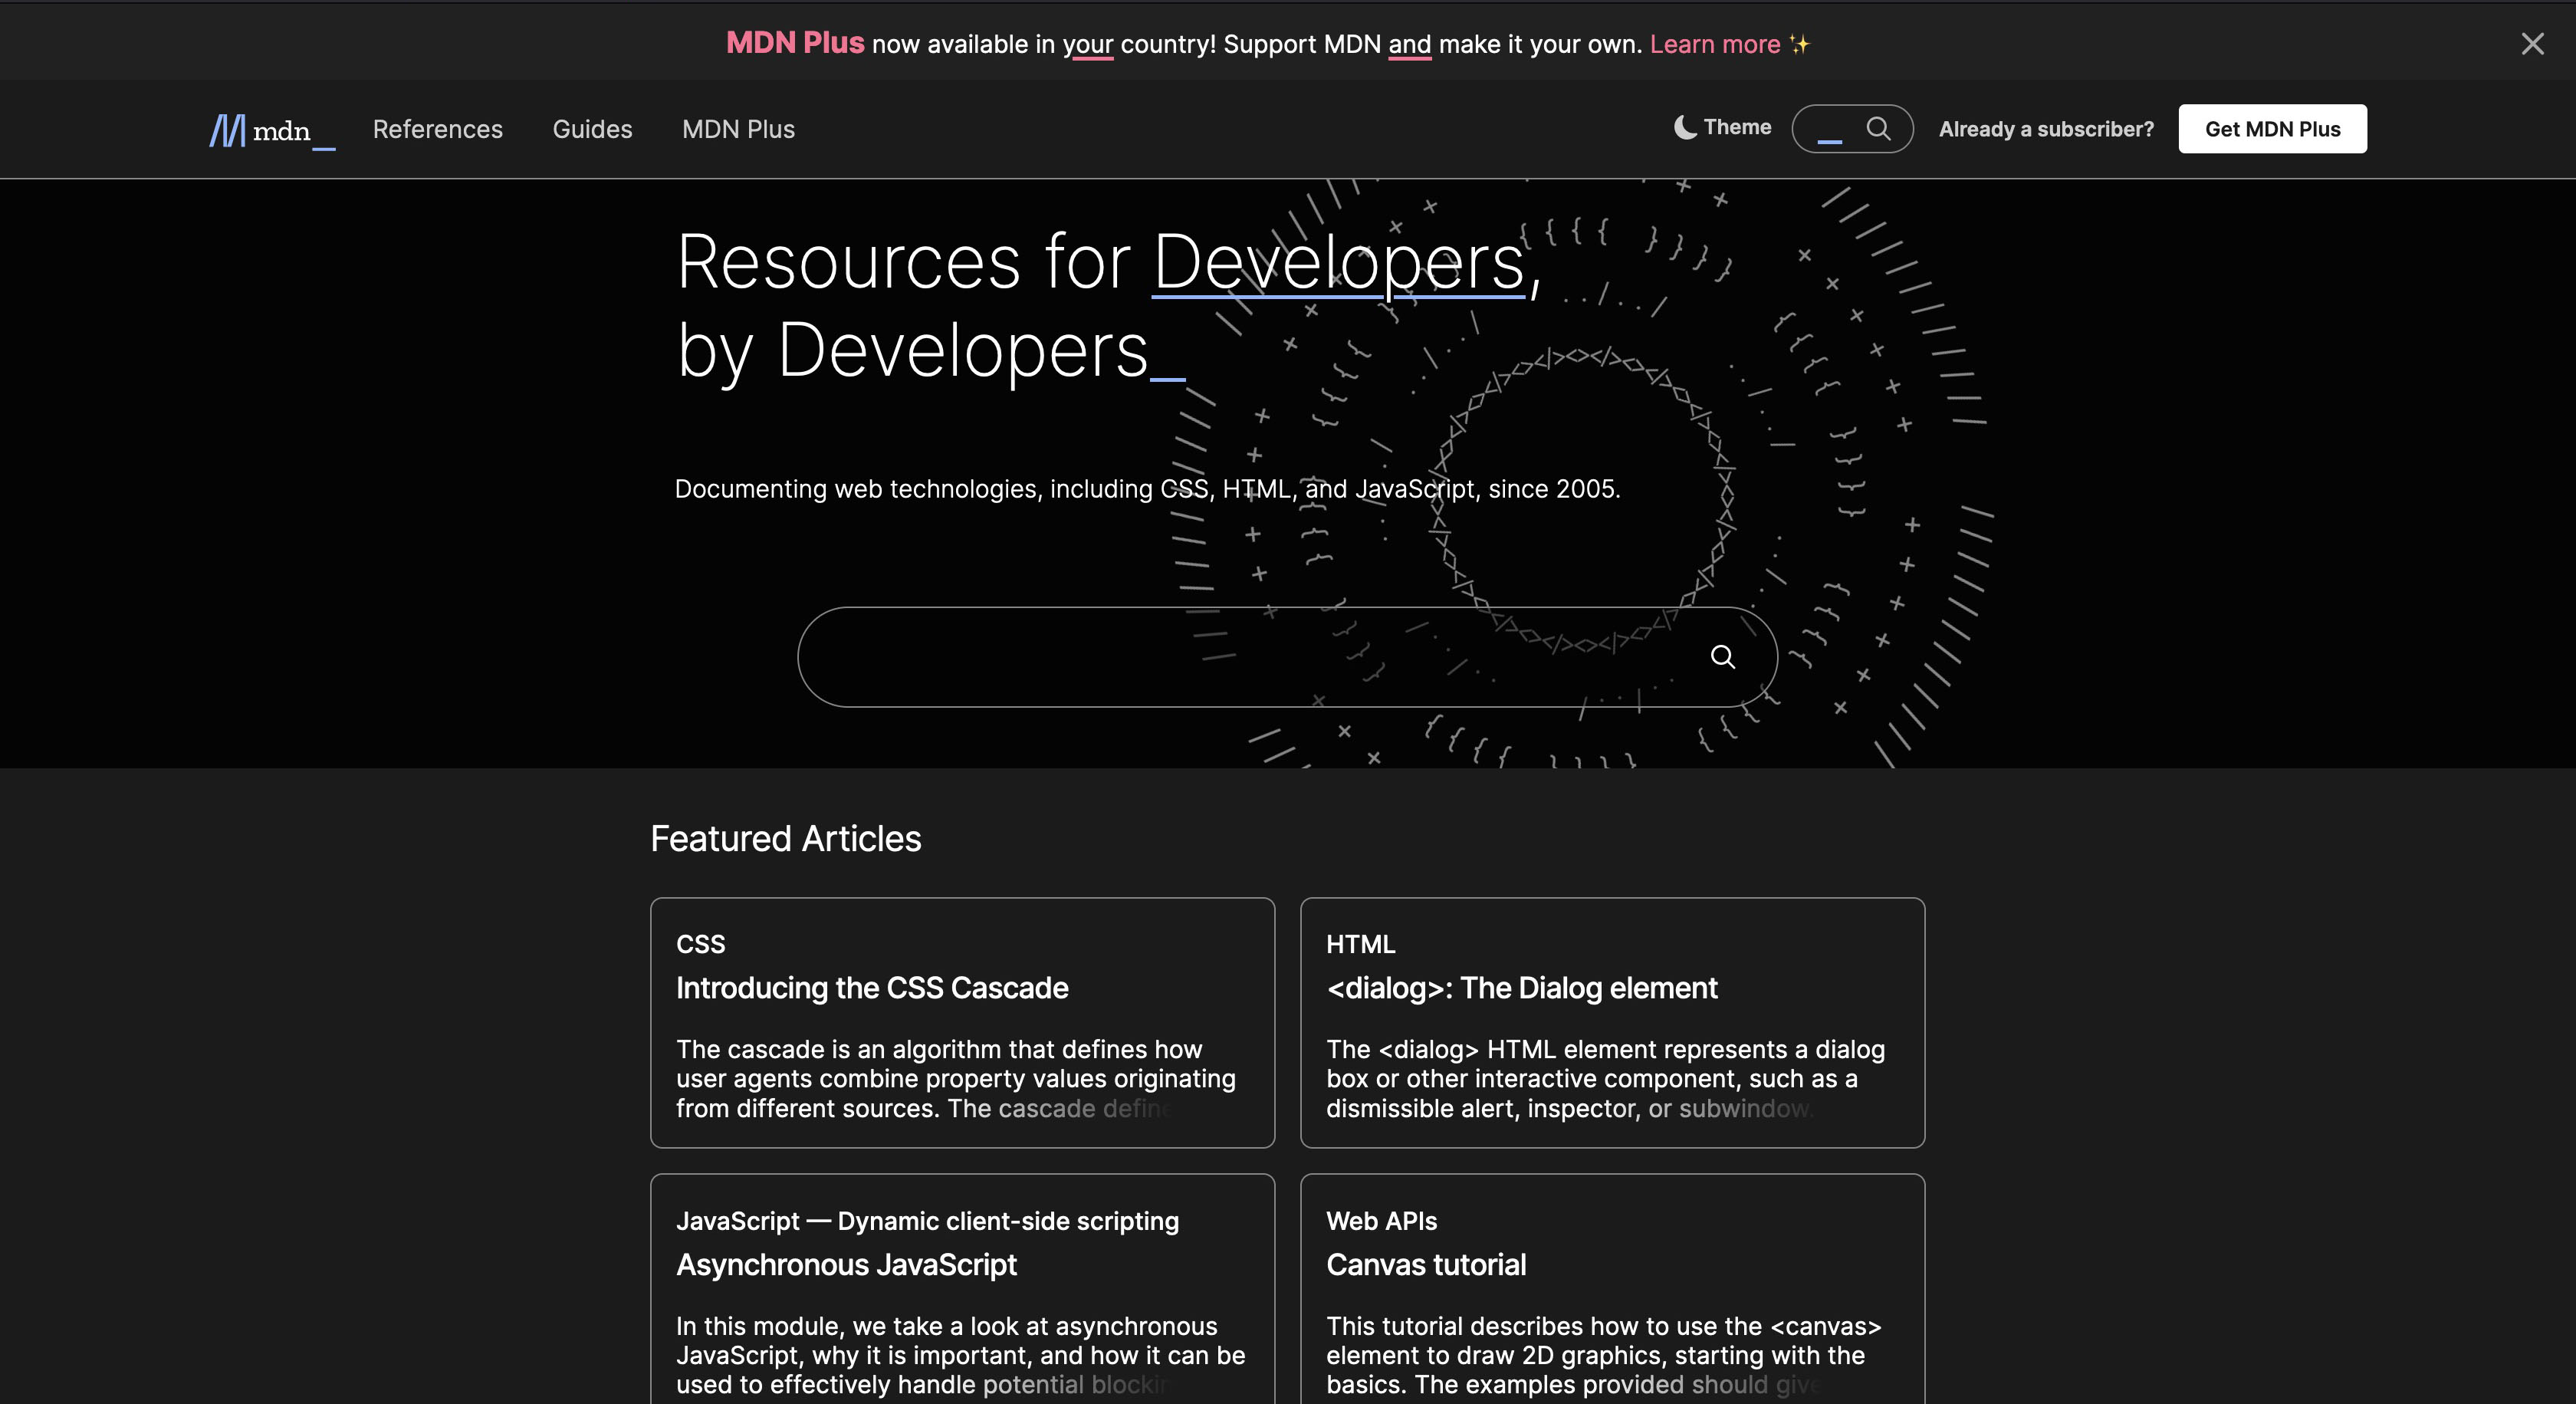 MDN Plus now available in your country! Support MDN and make it your own. Learn more ✨
mdn_
References
Guides
MDN Plus
Theme
Already a subscriber?
Get MDN Plus
Resources for Developers,
by Developers_
Documenting web technologies, including CSS, HTML, and JavaScript, since 2005.
Featured Articles
CSS
Introducing the CSS Cascade
The cascade is an algorithm that defines how
user agents combine property values originating
from different sources. The cascade define
HTML
<dialog>: The Dialog element
The <dialog> HTML element represents a dialog
box or other interactive component, such as a
dismissible alert, inspector, or subwindow.
JavaScript — Dynamic client-side scripting
Asynchronous JavaScript
In this module, we take a look at asynchronous
JavaScript, why it is important, and how it can be
used to effectively handle potential blockin
Web APIs
Canvas tutorial
This tutorial describes how to use the <canvas>
element to draw 2D graphics, starting with the
basics. The examples provided should give